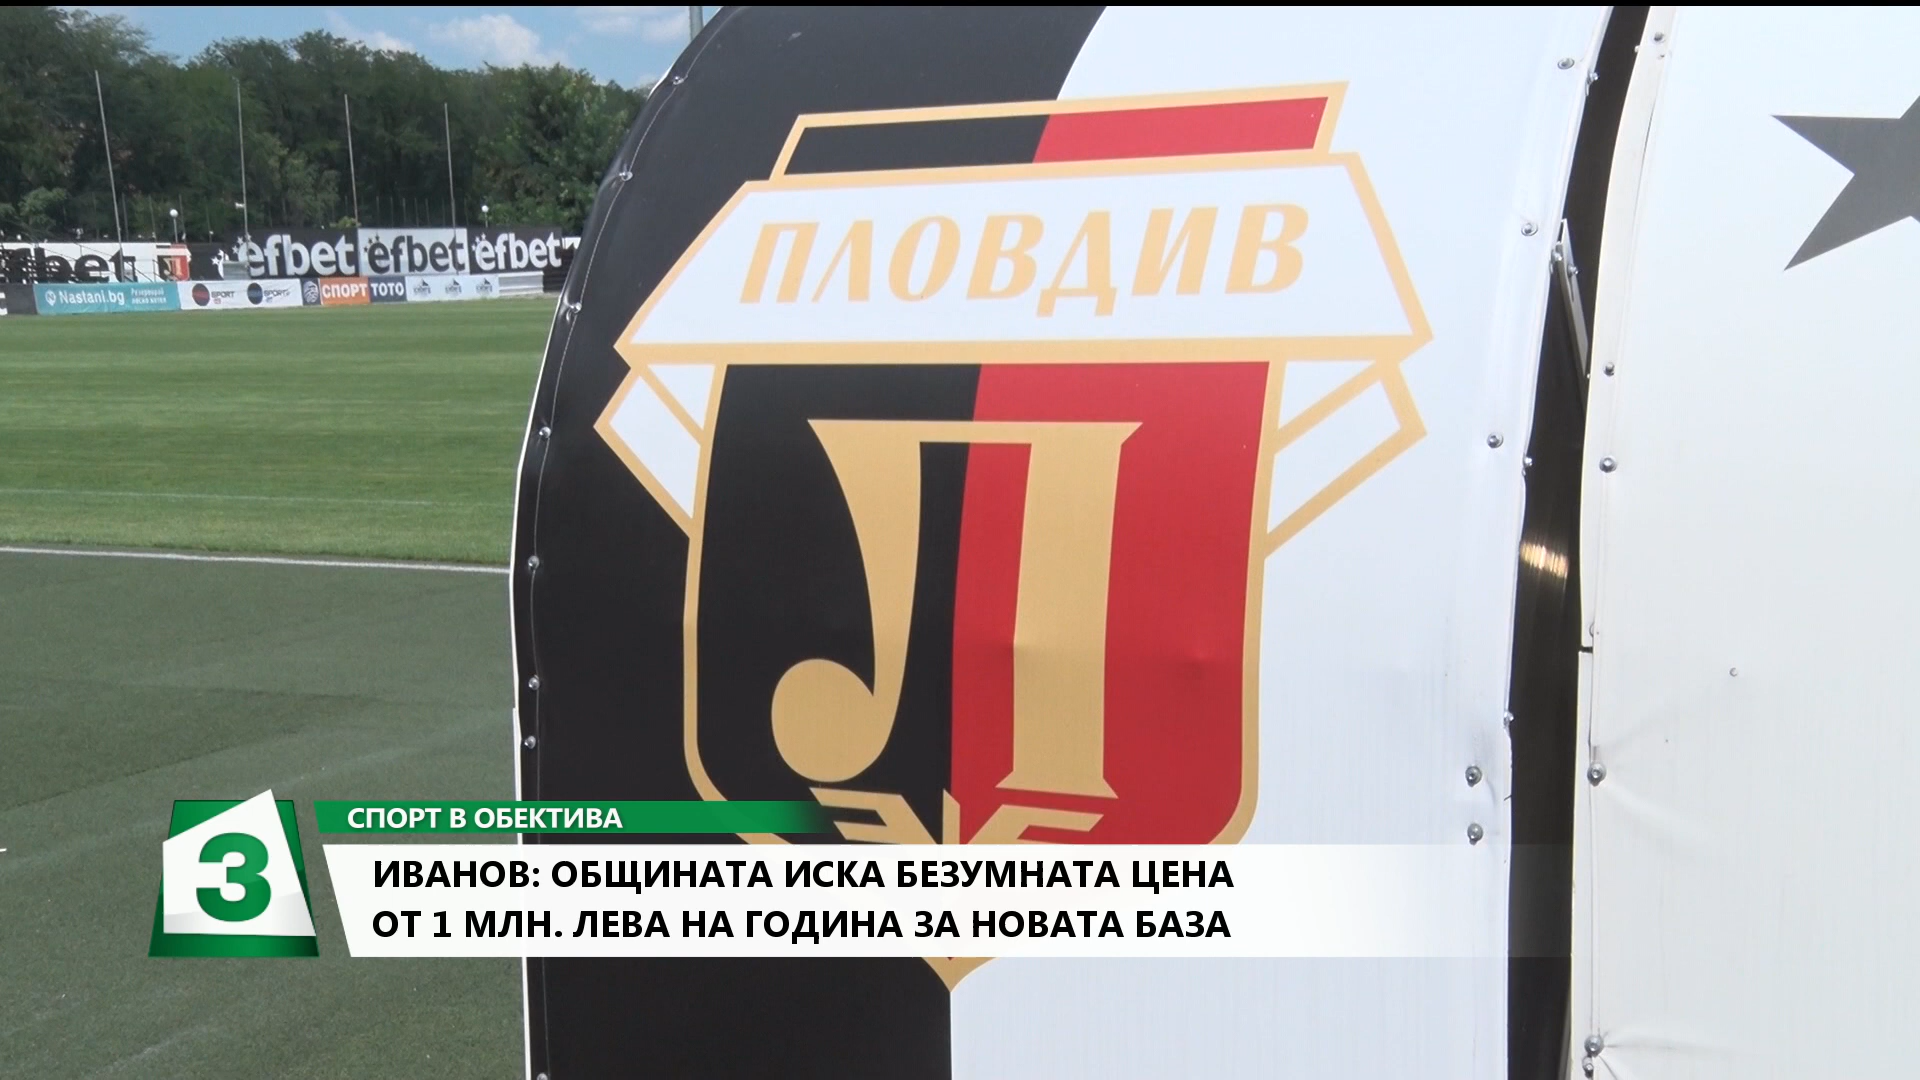 ПЛОВДИВ
Л
efbet efbet efbet
efbet
Nastani.bg
СПОРТ ТОТО
3
СПОРТ В ОБЕКТИВА
ИВАНОВ: ОБЩИНАТА ИСКА БЕЗУМНАТА ЦЕНА
ОТ 1 МЛН. ЛЕВА НА ГОДИНА ЗА НОВАТА БАЗА